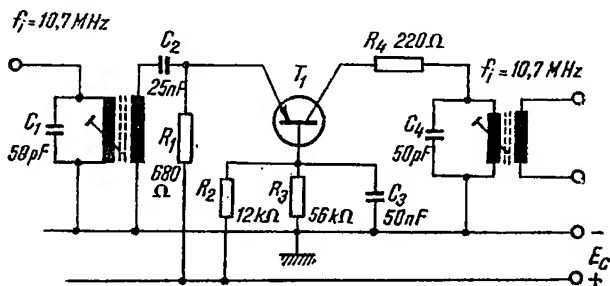 fi = 10,7 MHz
C2
25nF
C1
58pF
R1
680
Ω
T1
R4 220Ω
fi = 10,7 MHz
C4
50pF
R2
12kΩ
R3
56kΩ
C3
50nF
−
EC
+